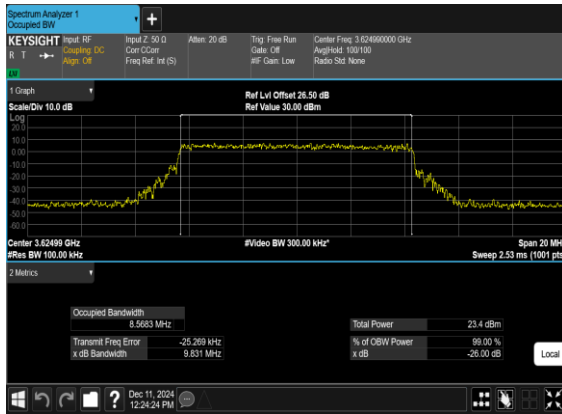 Spectrum Analyzer 1
Occupied BW
+
KEYSIGHT
R T
LXI
Input: RF
Coupling: DC
Align: Off
Input Z: 50 Ω
Corr CCorr
Freq Ref: Int (S)
Atten: 20 dB
Trig: Free Run
Gate: Off
#IF Gain: Low
Center Freq: 3.624990000 GHz
Avg|Hold: 100/100
Radio Std: None
1 Graph
Scale/Div 10.0 dB
Ref Lvl Offset 26.50 dB
Ref Value 30.00 dBm
Log
20.0
10.0
0.00
-10.0
-20.0
-30.0
-40.0
-50.0
-60.0
Center 3.62499 GHz
#Res BW 100.00 kHz
#Video BW 300.00 kHz*
Span 20 MH
Sweep 2.53 ms (1001 pts
2 Metrics
Occupied Bandwidth
8.5683 MHz
Total Power 23.4 dBm
Transmit Freq Error -25.269 kHz
% of OBW Power 99.00 %
x dB Bandwidth 9.831 MHz
x dB -26.00 dB
Local
?
Dec 11, 2024
12:24:24 PM